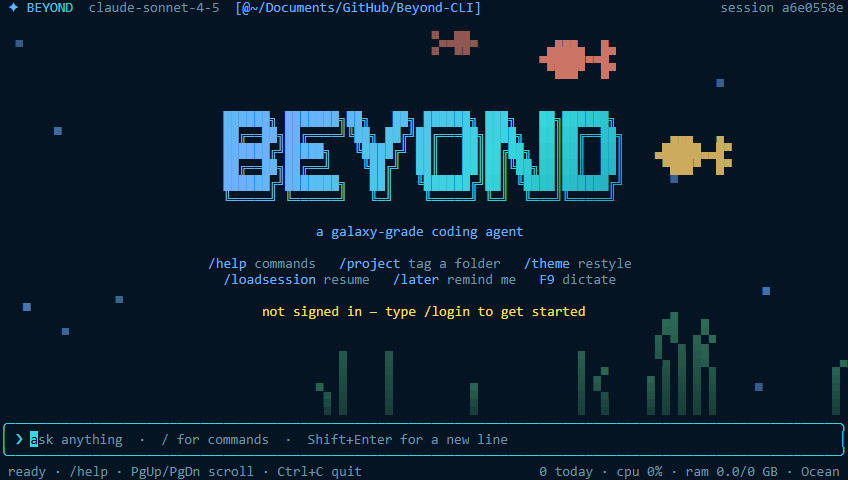 ✦ BEYOND claude-sonnet-4-5 [@~/Documents/GitHub/Beyond-CLI] session a6e0558e
BEYOND
a galaxy-grade coding agent
/help commands /project tag a folder /theme restyle
/loadsession resume /later remind me F9 dictate
not signed in — type /login to get started
❯ ask anything · / for commands · Shift+Enter for a new line
ready · /help · PgUp/PgDn scroll · Ctrl+C quit 0 today · cpu 0% · ram 0.0/0 GB · Ocean